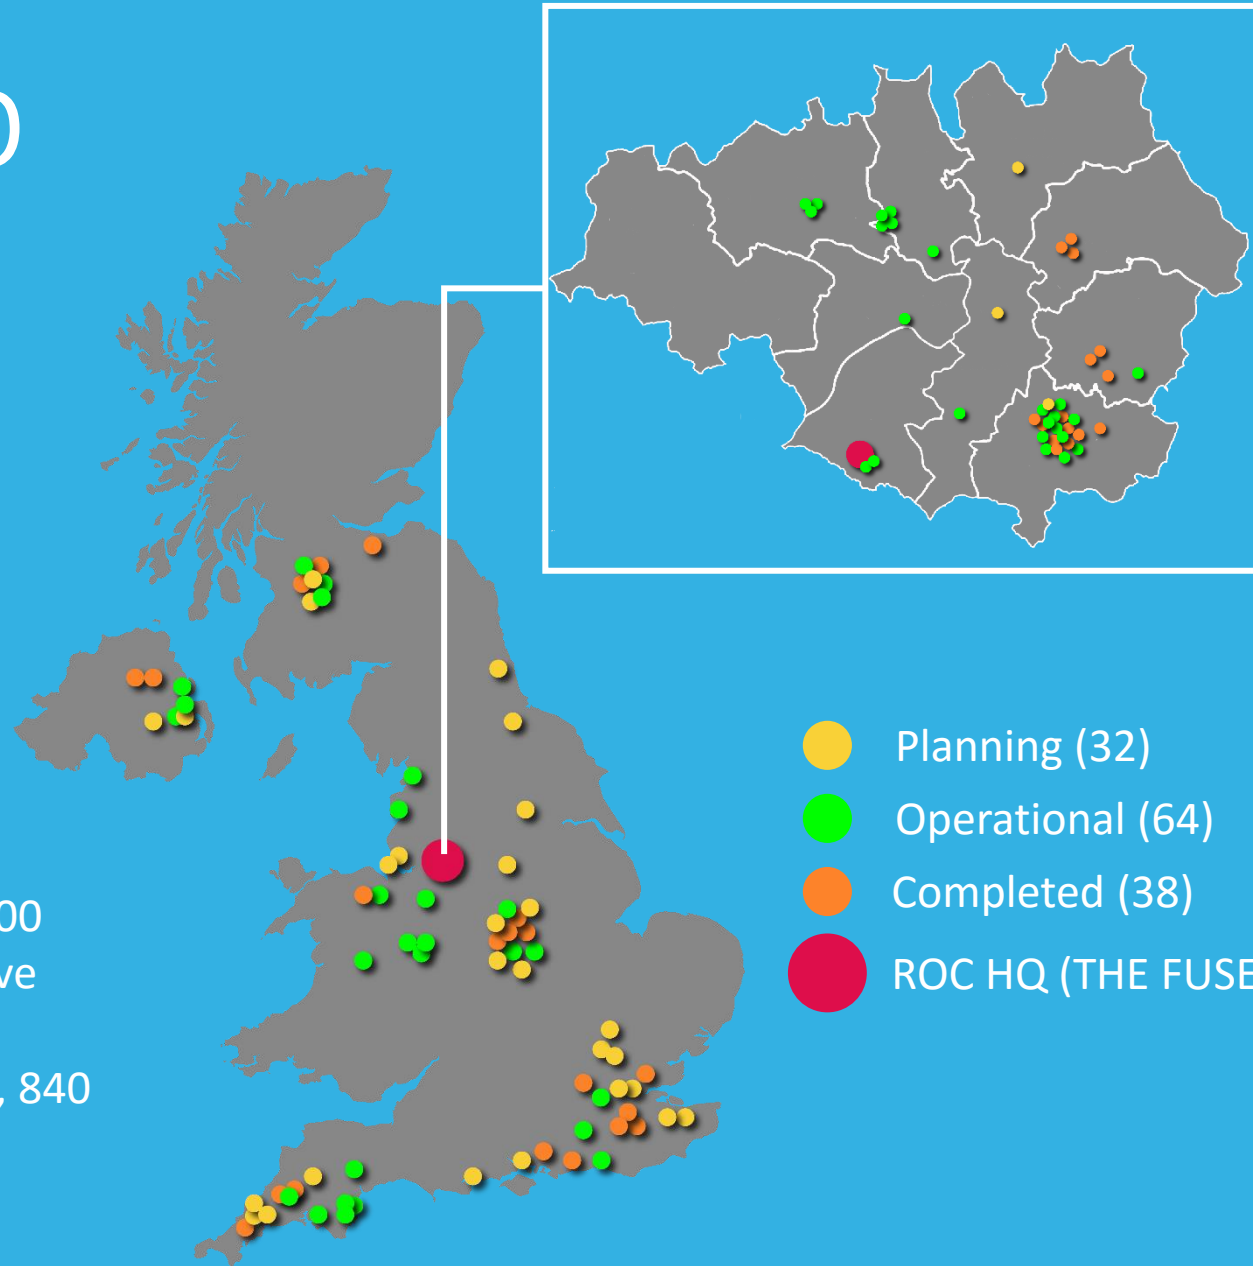 O
00
ve
, 840
Planning (32)
Operational (64)
Completed (38)
ROC HQ (THE FUSE